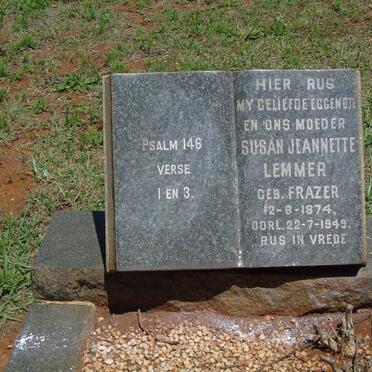 PSALM 146
VERSE
1 EN 3.
HIER RUS
MY GELIEFDE EGGENOTE
EN ONS MOEDER
SUSAN JEANNETTE
LEMMER
GEB. FRAZER
12-8-1874,
OORL. 22-7-1949.
RUS IN VREDE